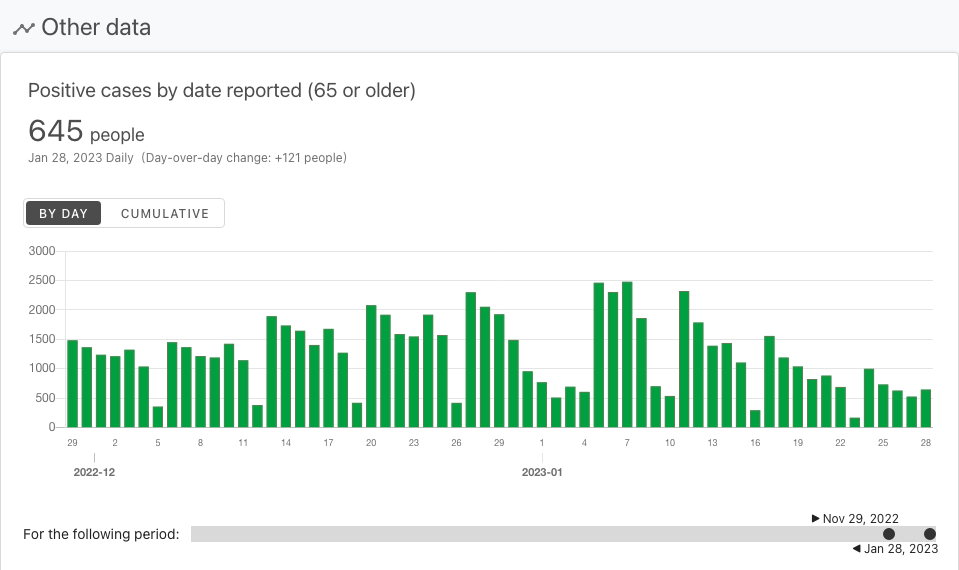 Other data
Positive cases by date reported (65 or older)
645 people
Jan 28, 2023 Daily (Day-over-day change: +121 people)
BY DAY CUMULATIVE
3000
2500
2000
1500
1000
500
0
29 2 5 8 11 14 17 20 23 26 29 1 4 7 10 13 16 19 22 25 28
2022-12 2023-01
Nov 29, 2022
For the following period:
Jan 28, 2023